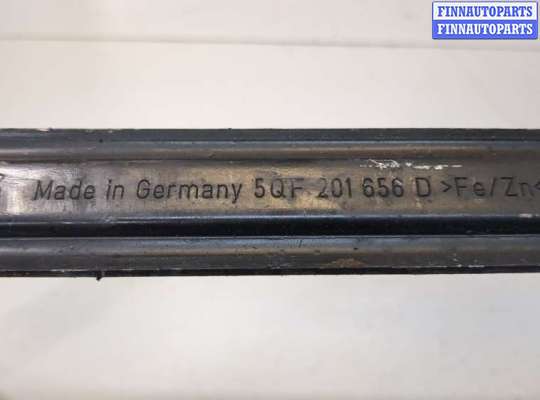 FINNAUTOPARTS
FINNAUTOPARTS
Made in Germany 5QF 201 656 D >Fe/Zn<